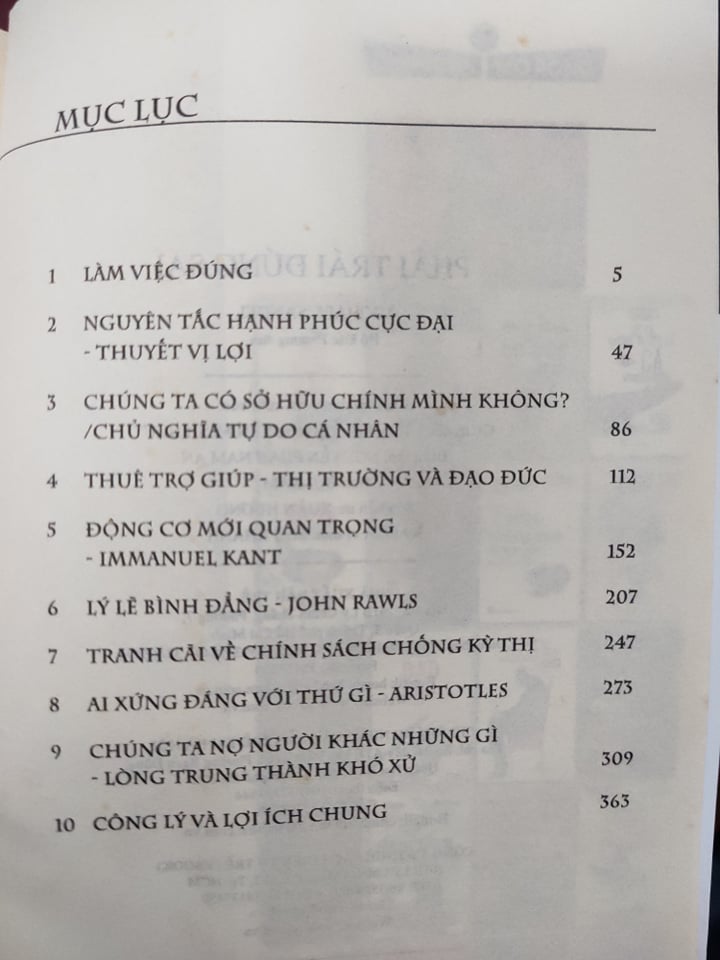 MỤC LỤC
1 LÀM VIỆC ĐÚNG 5
2 NGUYÊN TẮC HẠNH PHÚC CỰC ĐẠI
- THUYẾT VỊ LỢI 47
3 CHÚNG TA CÓ SỞ HỮU CHÍNH MÌNH KHÔNG?
/CHỦ NGHĨA TỰ DO CÁ NHÂN 86
4 THUÊ TRỢ GIÚP - THỊ TRƯỜNG VÀ ĐẠO ĐỨC 112
5 ĐỘNG CƠ MỚI QUAN TRỌNG
- IMMANUEL KANT 152
6 LÝ LẼ BÌNH ĐẲNG - JOHN RAWLS 207
7 TRANH CÃI VỀ CHÍNH SÁCH CHỐNG KỲ THỊ 247
8 AI XỨNG ĐÁNG VỚI THỨ GÌ - ARISTOTLES 273
9 CHÚNG TA NỢ NGƯỜI KHÁC NHỮNG GÌ
- LÒNG TRUNG THÀNH KHÓ XỬ 309
10 CÔNG LÝ VÀ LỢI ÍCH CHUNG 363